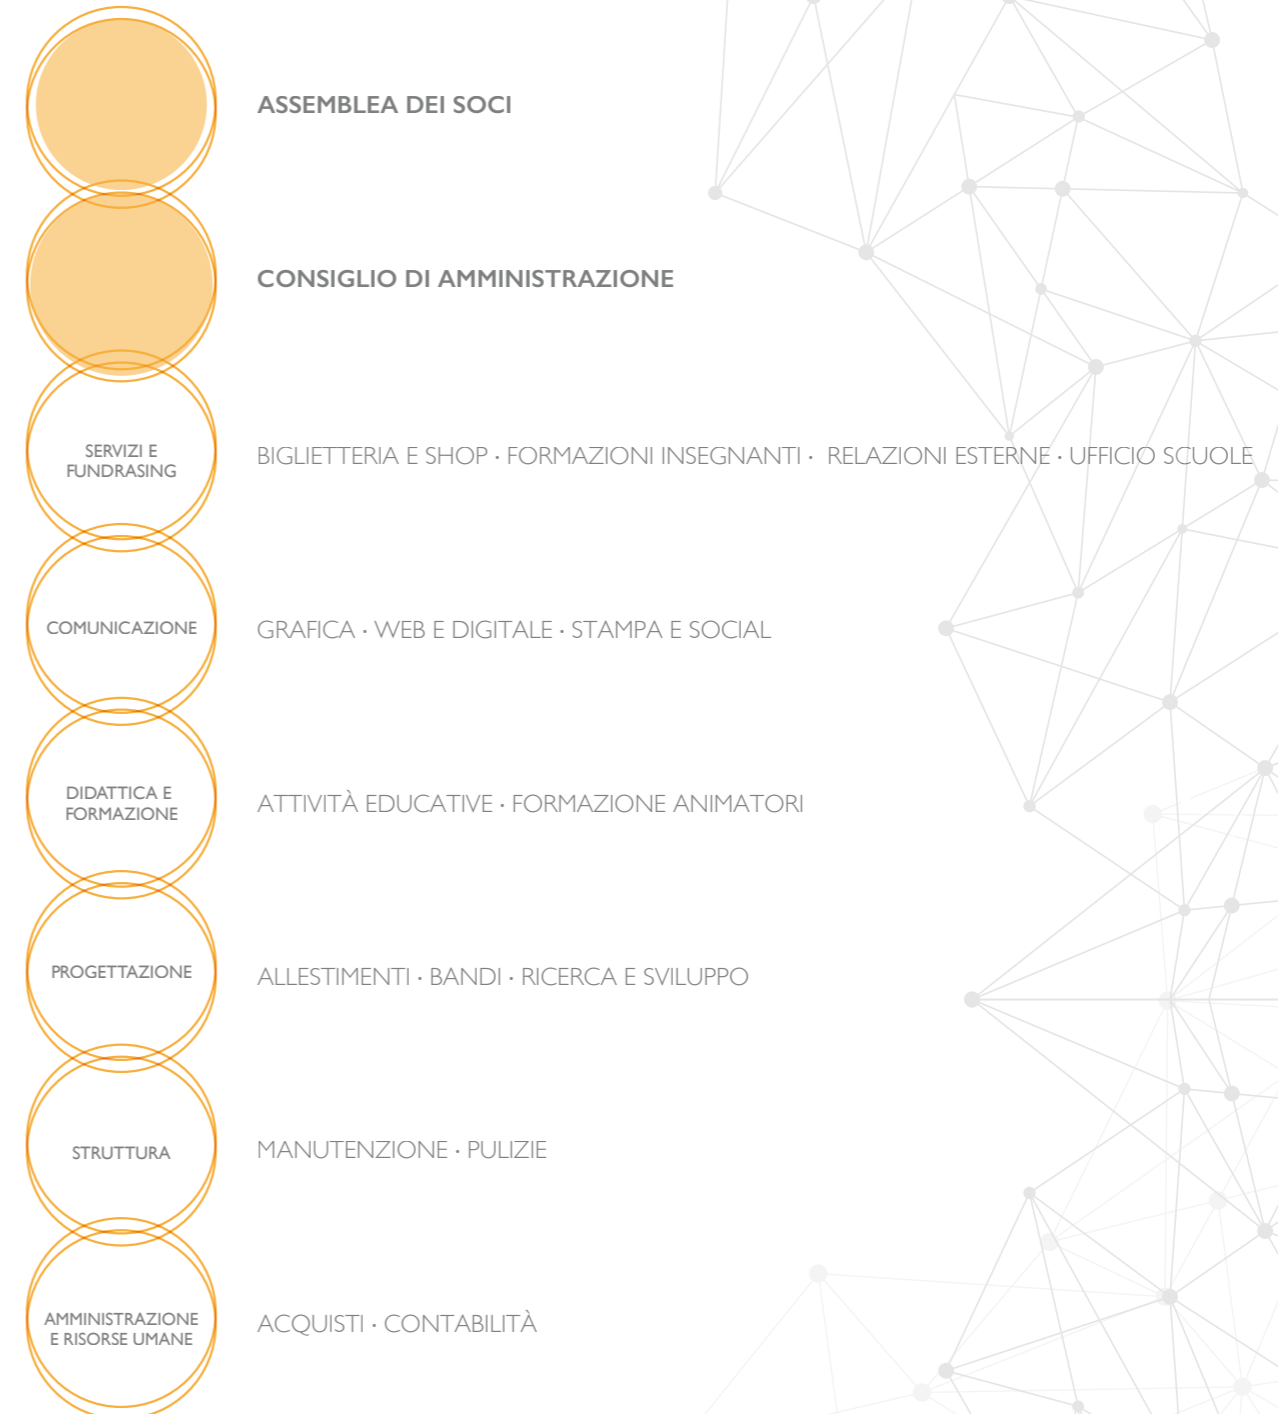 ASSEMBLEA DEI SOCI
CONSIGLIO DI AMMINISTRAZIONE
SERVIZI E
FUNDRASING
BIGLIETTERIA E SHOP · FORMAZIONI INSEGNANTI · RELAZIONI ESTERNE · UFFICIO SCUOLE
COMUNICAZIONE
GRAFICA · WEB E DIGITALE · STAMPA E SOCIAL
DIDATTICA E
FORMAZIONE
ATTIVITÀ EDUCATIVE · FORMAZIONE ANIMATORI
PROGETTAZIONE
ALLESTIMENTI · BANDI · RICERCA E SVILUPPO
STRUTTURA
MANUTENZIONE · PULIZIE
AMMINISTRAZIONE
E RISORSE UMANE
ACQUISTI · CONTABILITÀ